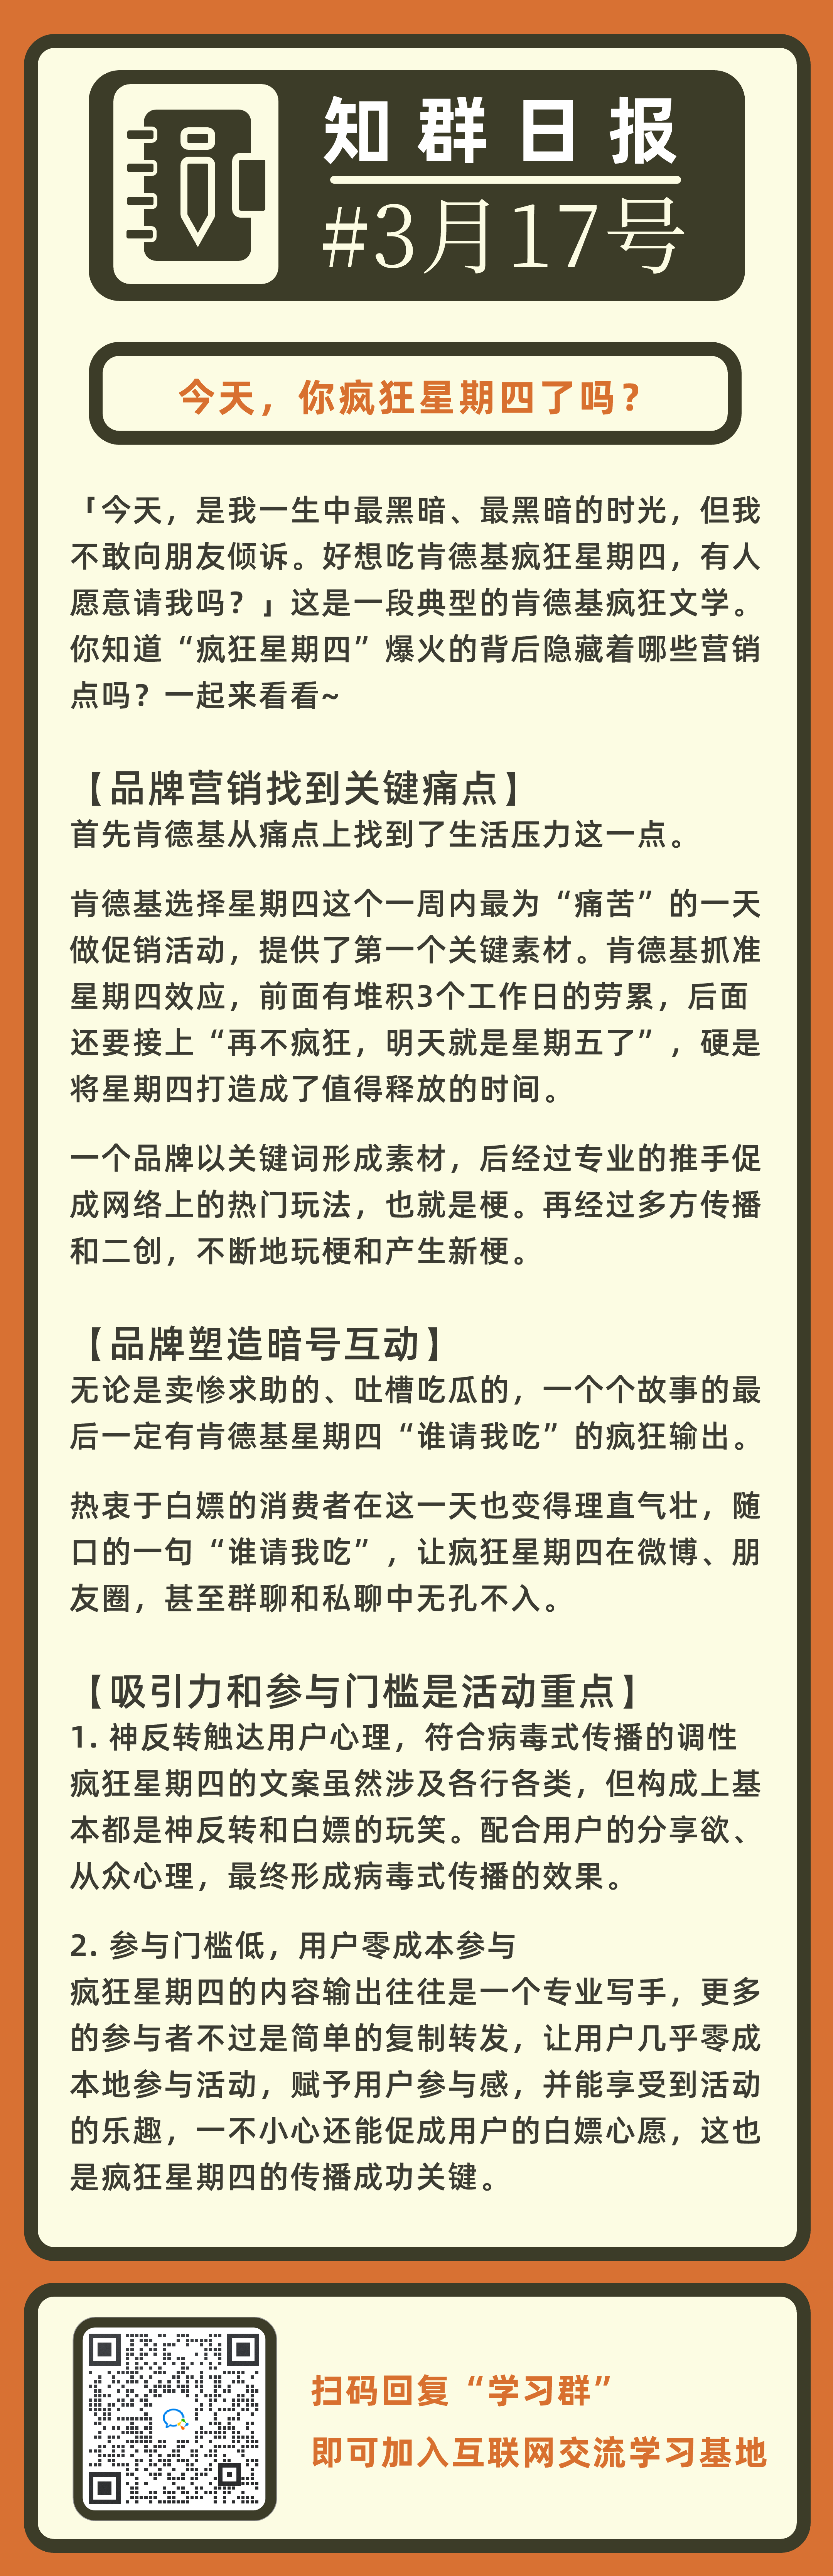 知群日报
#3月17号
今天，你疯狂星期四了吗？
「今天，是我一生中最黑暗、最黑暗的时光，但我
不敢向朋友倾诉。好想吃肯德基疯狂星期四，有人
愿意请我吗？」这是一段典型的肯德基疯狂文学。
你知道“疯狂星期四”爆火的背后隐藏着哪些营销
点吗？一起来看看~
【品牌营销找到关键痛点】
首先肯德基从痛点上找到了生活压力这一点。
肯德基选择星期四这个一周内最为“痛苦”的一天
做促销活动，提供了第一个关键素材。肯德基抓准
星期四效应，前面有堆积3个工作日的劳累，后面
还要接上“再不疯狂，明天就是星期五了”，硬是
将星期四打造成了值得释放的时间。
一个品牌以关键词形成素材，后经过专业的推手促
成网络上的热门玩法，也就是梗。再经过多方传播
和二创，不断地玩梗和产生新梗。
【品牌塑造暗号互动】
无论是卖惨求助的、吐槽吃瓜的，一个个故事的最
后一定有肯德基星期四“谁请我吃”的疯狂输出。
热衷于白嫖的消费者在这一天也变得理直气壮，随
口的一句“谁请我吃”，让疯狂星期四在微博、朋
友圈，甚至群聊和私聊中无孔不入。
【吸引力和参与门槛是活动重点】
1. 神反转触达用户心理，符合病毒式传播的调性
疯狂星期四的文案虽然涉及各行各类，但构成上基
本都是神反转和白嫖的玩笑。配合用户的分享欲、
从众心理，最终形成病毒式传播的效果。
2. 参与门槛低，用户零成本参与
疯狂星期四的内容输出往往是一个专业写手，更多
的参与者不过是简单的复制转发，让用户几乎零成
本地参与活动，赋予用户参与感，并能享受到活动
的乐趣，一不小心还能促成用户的白嫖心愿，这也
是疯狂星期四的传播成功关键。
扫码回复“学习群”
即可加入互联网交流学习基地